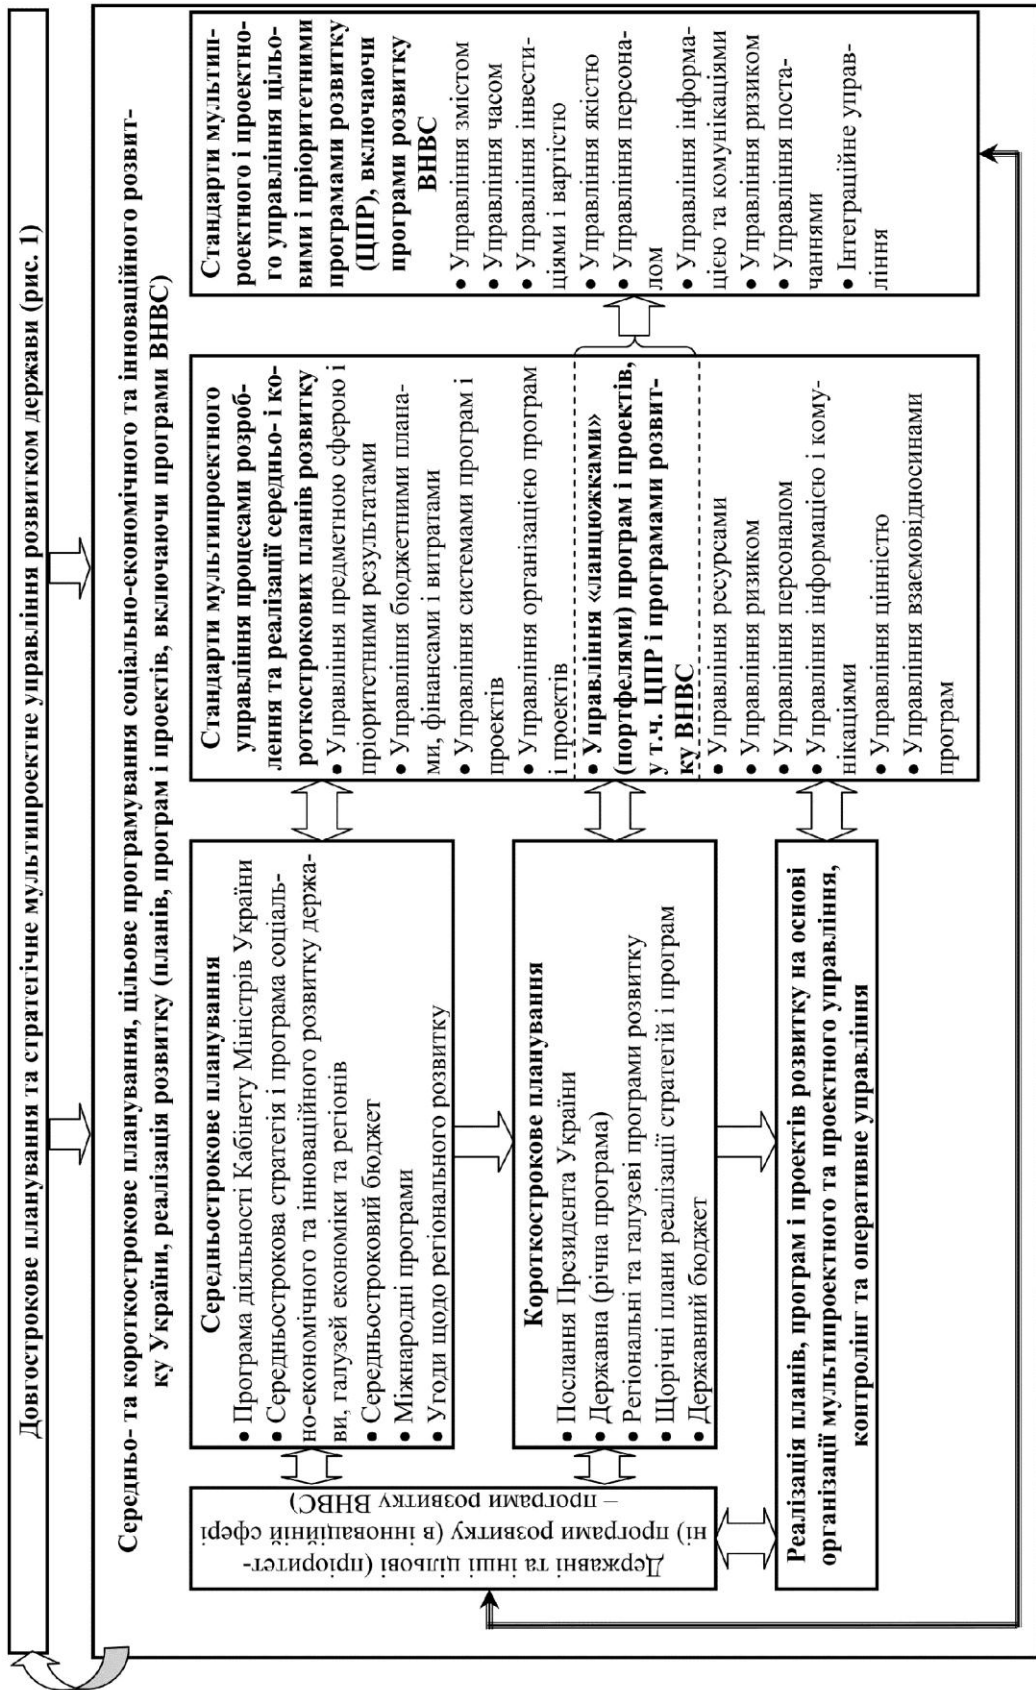 Довгострокове планування та стратегічне мультипроектне управління розвитком держави (рис. 1)
Середньо- та короткострокове планування, цільове програмування соціально-економічного та інноваційного розвит-
ку України, реалізація розвитку (планів, програм і проектів, включаючи програми ВНВС)
Державні та інші цільові (пріоритет-
ні) програми розвитку (в інноваційній сфері
– програми розвитку ВНВС)
Середньострокове планування
• Програма діяльності Кабінету Міністрів України
• Середньострокова стратегія і програма соціаль-
но-економічного та інноваційного розвитку держа-
ви, галузей економіки та регіонів
• Середньостроковий бюджет
• Міжнародні програми
• Угоди щодо регіонального розвитку
Короткострокове планування
• Послання Президента України
• Державна (річна програма)
• Регіональні та галузеві програми розвитку
• Щорічні плани реалізації стратегій і програм
• Державний бюджет
Реалізація планів, програм і проектів розвитку на основі
організації мультипроектного та проектного управління,
контролінг та оперативне управління
Стандарти мультипроектного
управління процесами розроб-
лення та реалізації середньо- і ко-
роткострокових планів розвитку
• Управління предметною сферою і
пріоритетними результатами
• Управління бюджетними плана-
ми, фінансами і витратами
• Управління системами програм і
проектів
• Управління організацією програм
і проектів
• Управління «ланцюжками»
(портфелями) програм і проектів,
у т.ч. ЦПР і програмами розвит-
ку ВНВС
• Управління ресурсами
• Управління ризиком
• Управління персоналом
• Управління інформацією і кому-
нікаціями
• Управління цінністю
• Управління взаємовідносинами
програм
Стандарти мультип-
роектного і проектно-
го управління цільо-
вими і пріоритетними
програмами розвитку
(ЦПР), включаючи
програми розвитку
ВНВС
• Управління змістом
• Управління часом
• Управління інвести-
ціями і вартістю
• Управління якістю
• Управління персона-
лом
• Управління інформа-
цією та комунікаціями
• Управління ризиком
• Управління поста-
чаннями
• Інтеграційне управ-
ління